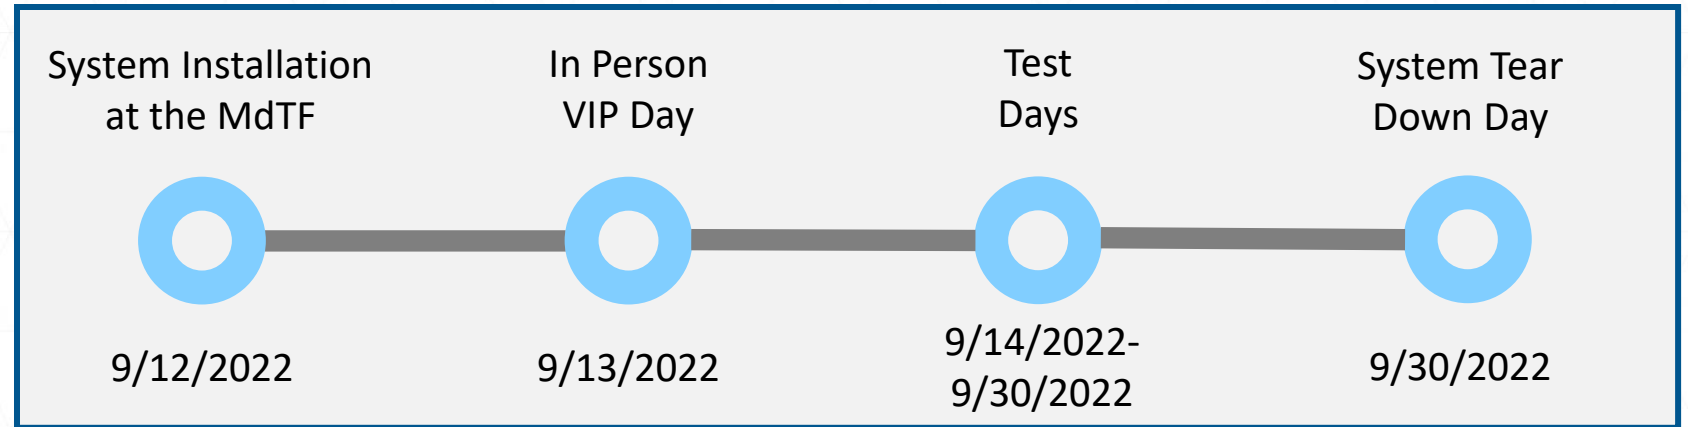 System Installation
at the MdTF
In Person
VIP Day
Test
Days
System Tear
Down Day
9/12/2022
9/13/2022
9/14/2022-
9/30/2022
9/30/2022